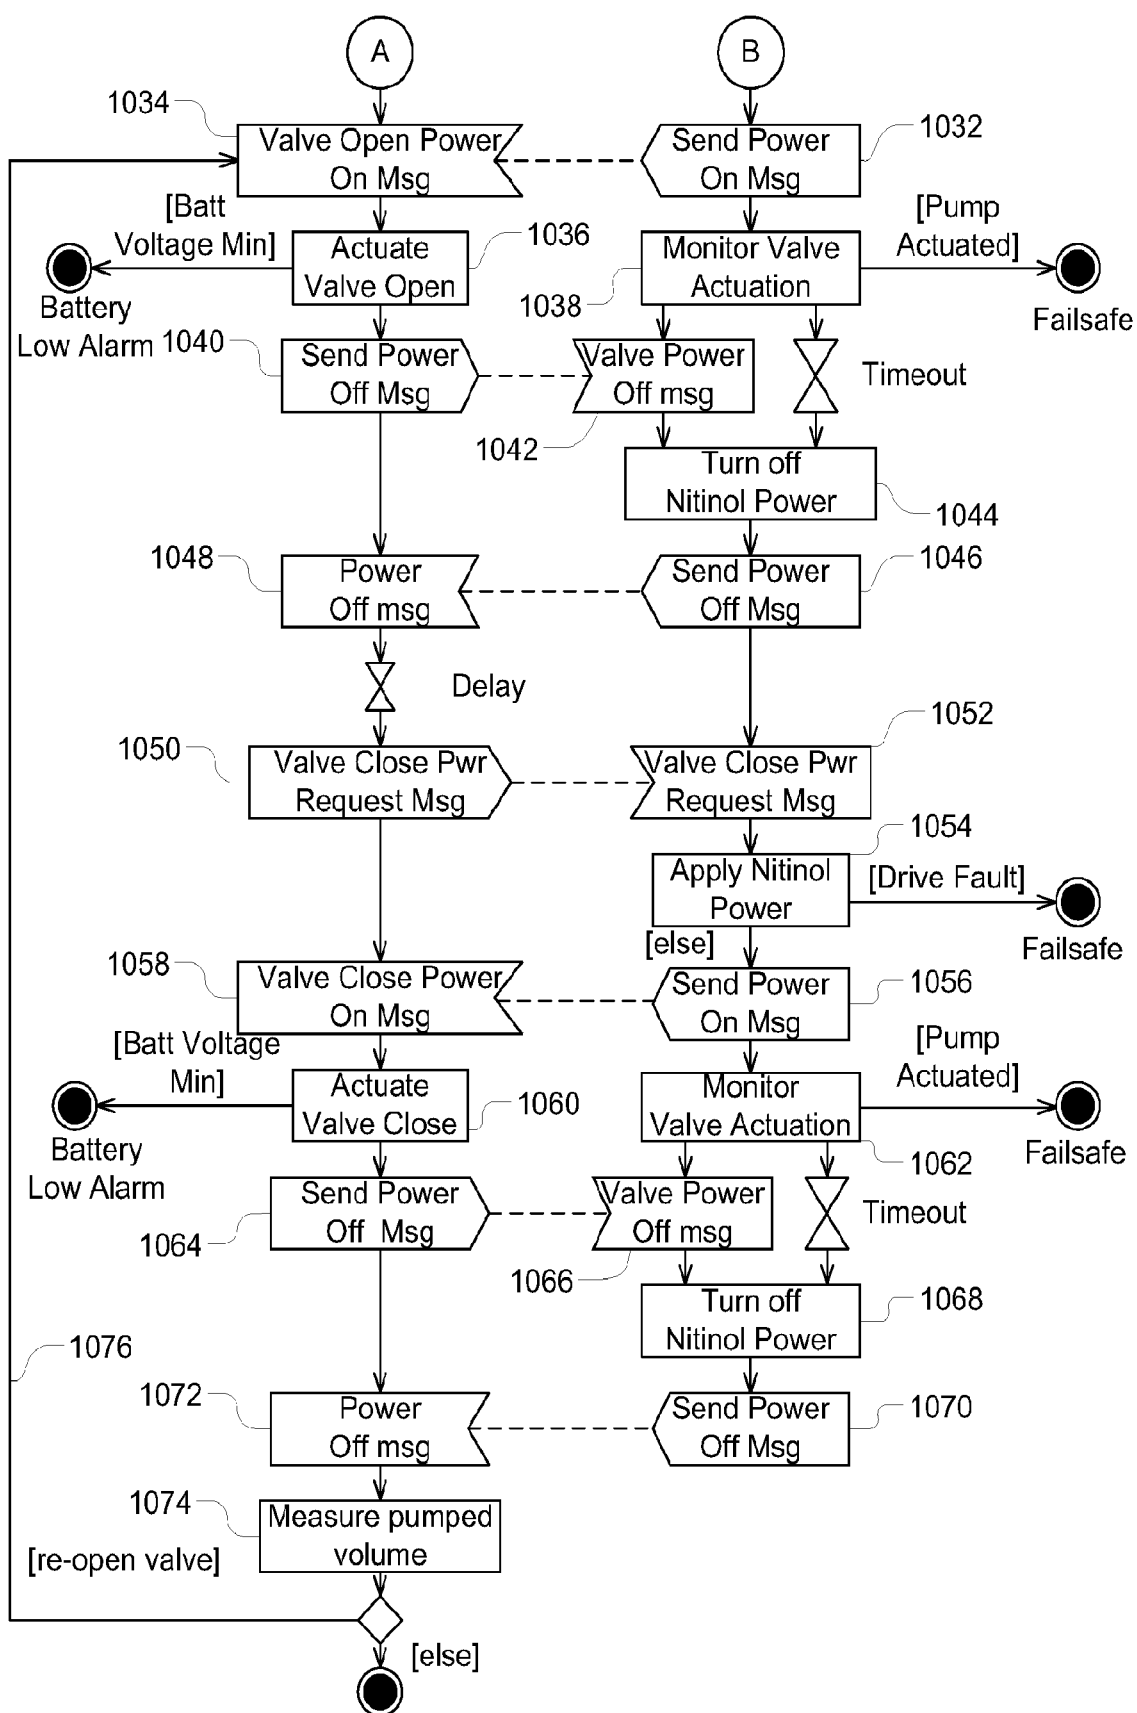 A
B
1034
Valve Open Power
On Msg
Send Power
On Msg
1032
[Batt
Voltage Min]
Actuate
Valve Open
1036
Monitor Valve
Actuation
1038
[Pump
Actuated]
Battery
Low Alarm
Failsafe
1040
Send Power
Off Msg
Valve Power
Off msg
Timeout
1042
Turn off
Nitinol Power
1044
1048
Power
Off msg
Send Power
Off Msg
1046
Delay
1052
1050
Valve Close Pwr
Request Msg
Valve Close Pwr
Request Msg
1054
Apply Nitinol
Power
[Drive Fault]
Failsafe
[else]
1058
Valve Close Power
On Msg
Send Power
On Msg
1056
[Batt Voltage
Min]
Actuate
Valve Close
1060
Monitor
Valve Actuation
[Pump
Actuated]
1062
Battery
Low Alarm
Failsafe
Send Power
Off Msg
1064
Valve Power
Off msg
Timeout
1066
Turn off
Nitinol Power
1068
1076
1072
Power
Off msg
Send Power
Off Msg
1070
1074
Measure pumped
volume
[re-open valve]
[else]